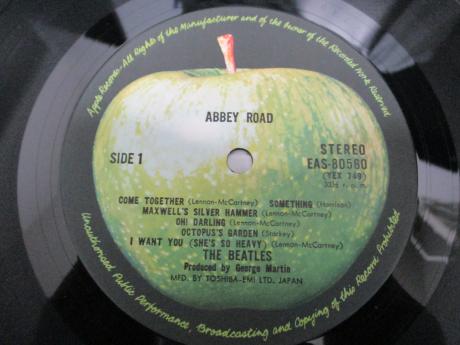 Apple Records - All Rights of the Manufacturer and of the Owner of the Recorded Work Reserved
ABBEY ROAD
SIDE 1
STEREO
EAS-80560
(YEX 749)
33⅓ r.p.m.
COME TOGETHER (Lennon-McCartney) SOMETHING (Harrison)
MAXWELL'S SILVER HAMMER (Lennon-McCartney)
OH! DARLING (Lennon-McCartney)
OCTOPUS'S GARDEN (Starkey)
I WANT YOU (SHE'S SO HEAVY) (Lennon-McCartney)
THE BEATLES
Produced by George Martin
MFD. BY TOSHIBA-EMI LTD., JAPAN
Unauthorised Public Performance, Broadcasting and Copying of this Record Prohibited